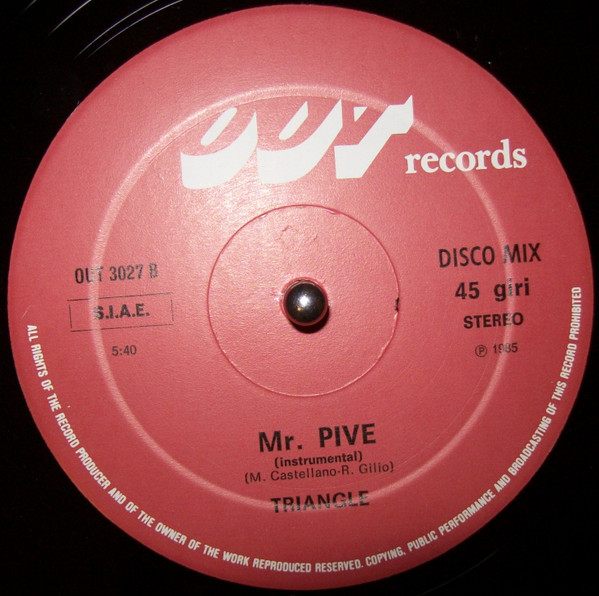 OUT records
OUT 3027 B
S.I.A.E.
5:40
DISCO MIX
45 giri
STEREO
℗ 1985
Mr. PIVE
(instrumental)
(M. Castellano-R. Gilio)
TRIANGLE
ALL RIGHTS OF THE RECORD PRODUCER AND OF THE OWNER OF THE WORK REPRODUCED RESERVED. COPYING, PUBLIC PERFORMANCE AND BROADCASTING OF THIS RECORD PROHIBITED